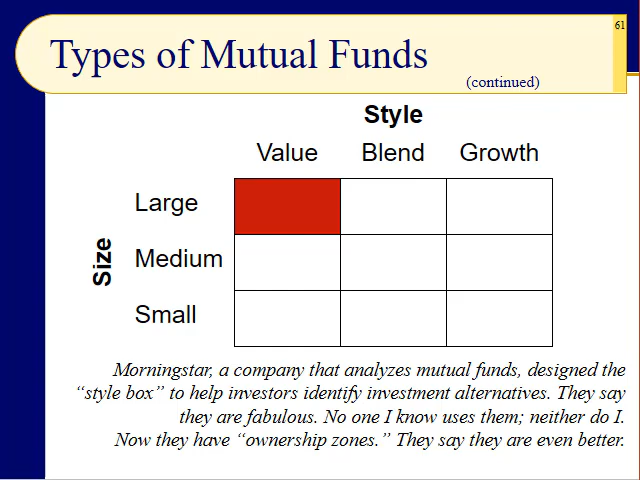 61
Types of Mutual Funds
(continued)
Style
Value Blend Growth
Large
Medium
Small
Size
Morningstar, a company that analyzes mutual funds, designed the
“style box” to help investors identify investment alternatives. They say
they are fabulous. No one I know uses them; neither do I.
Now they have “ownership zones.” They say they are even better.